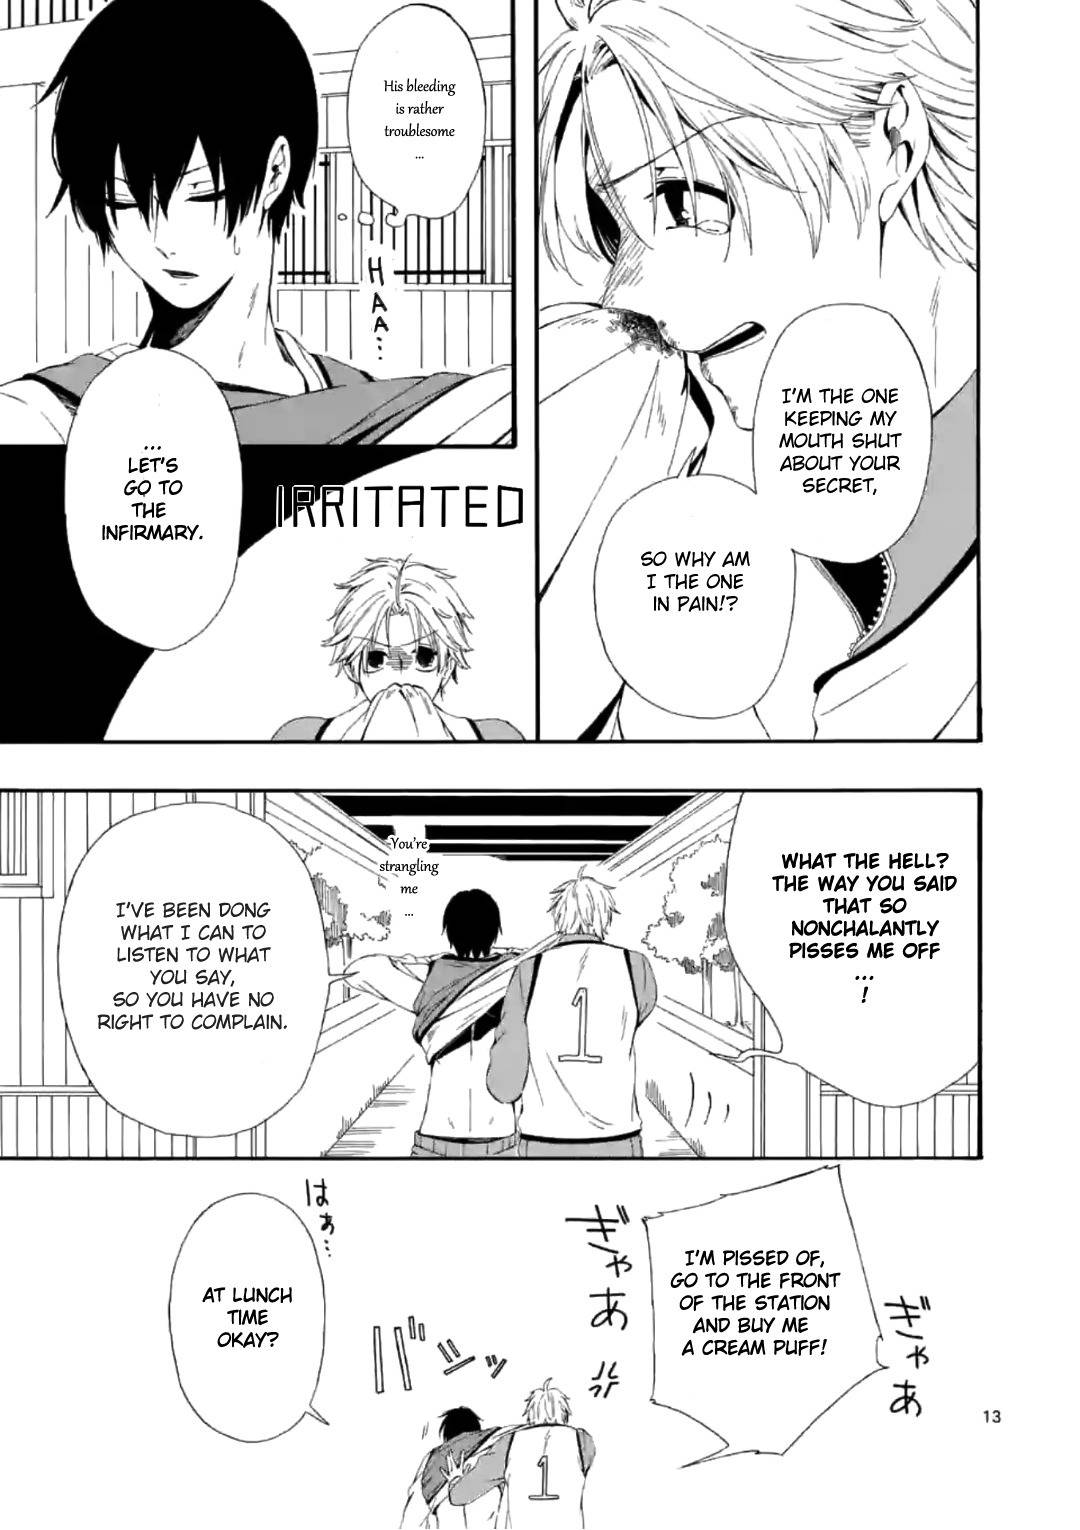 I'M THE ONE
KEEPING MY
MOUTH SHUT
ABOUT YOUR
SECRET,
SO WHY AM
I THE ONE
IN PAIN!?
His bleeding
is rather
troublesome
...
HAA...
...
LET'S
GO TO
THE
INFIRMARY.
IRRITATED
WHAT THE HELL?
THE WAY YOU SAID
THAT SO
NONCHALANTLY
PISSES ME OFF
...
!
You're
strangling
me
...
I'VE BEEN DONG
WHAT I CAN TO
LISTEN TO WHAT
YOU SAY,
SO YOU HAVE NO
RIGHT TO COMPLAIN.
ぎゃあ
I'M PISSED OF,
GO TO THE FRONT
OF THE STATION
AND BUY ME
A CREAM PUFF!
ぎゃあ
はぁ…
AT LUNCH
TIME
OKAY?
1
1
13